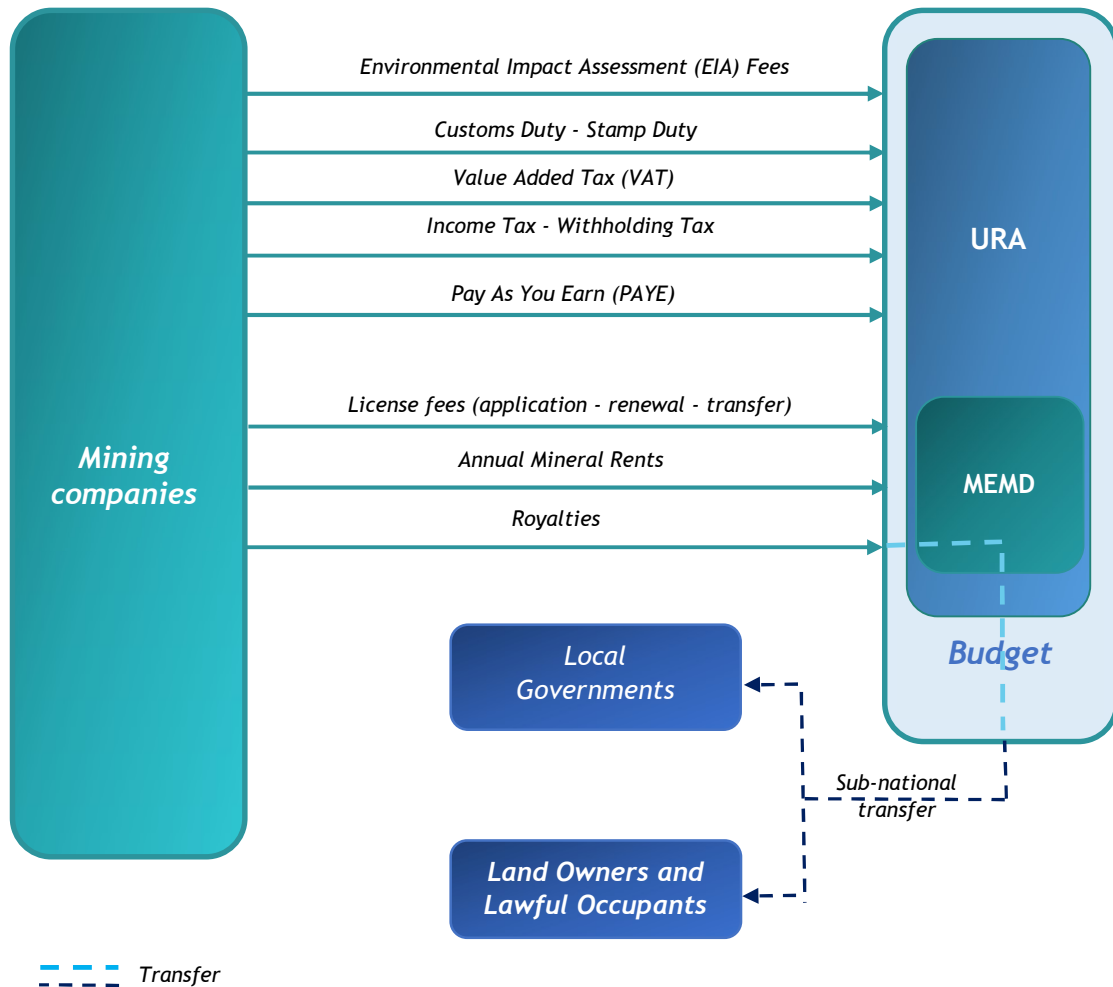 Environmental Impact Assessment (EIA) Fees
Customs Duty - Stamp Duty
Value Added Tax (VAT)
Income Tax - Withholding Tax
URA
Pay As You Earn (PAYE)
License fees (application - renewal - transfer)
Mining
companies
Annual Mineral Rents
MEMD
Royalties
Budget
Local
Governments
Sub-national
transfer
Land Owners and
Lawful Occupants
Transfer